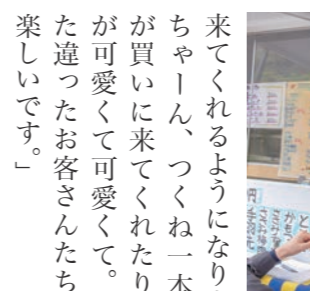 来てくれるようになり
ちゃーん、つくね一本
が買いに来てくれたり
が可愛くて可愛くて。
た違ったお客さんたち
楽しいです。」